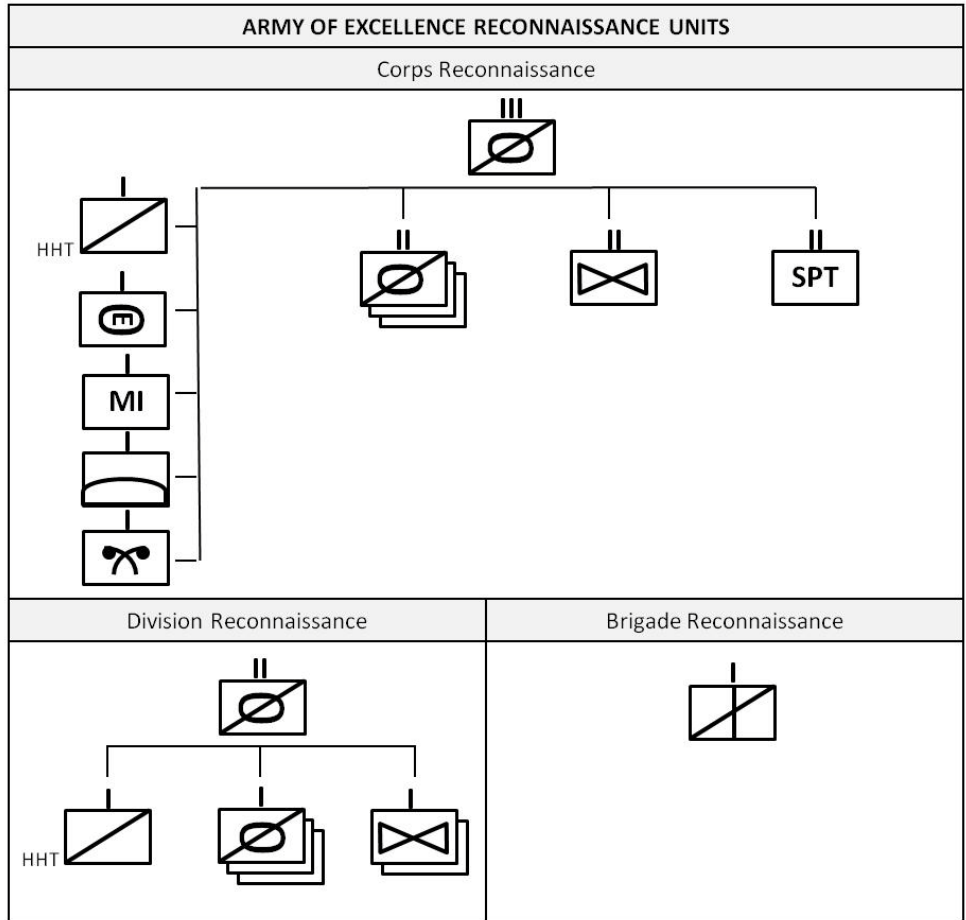 ARMY OF EXCELLENCE RECONNAISSANCE UNITS
Corps Reconnaissance
III
I
HHT
II
II
II
SPT
I
E
I
MI
I
I
Division Reconnaissance
Brigade Reconnaissance
II
I
I
HHT
I
I